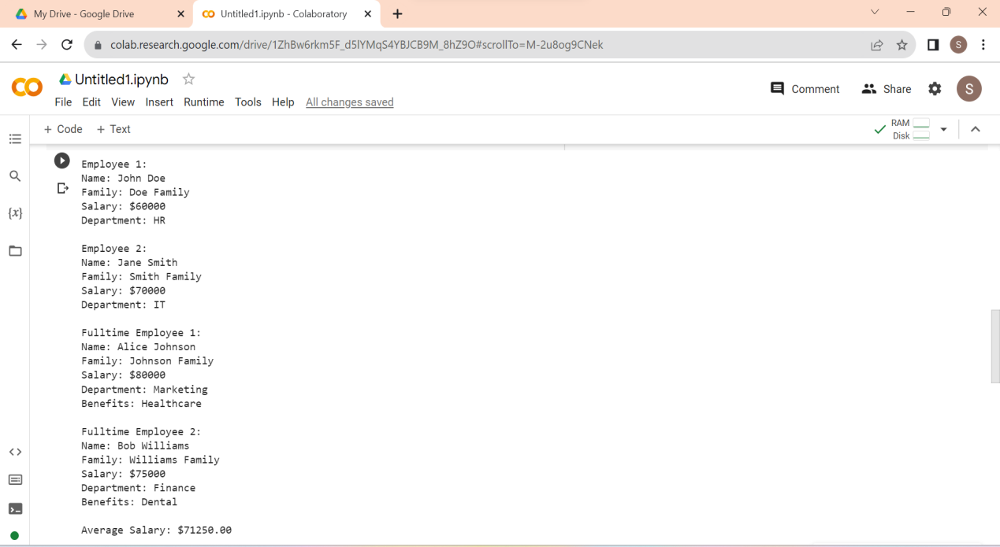 My Drive - Google Drive
Untitled1.ipynb - Colaboratory
colab.research.google.com/drive/1ZhBw6rkm5F_d5lYMqS4YBJCB9M_8hZ9O#scrollTo=M-2u8og9CNek
S
CO
Untitled1.ipynb
File Edit View Insert Runtime Tools Help All changes saved
Comment
Share
S
+ Code + Text
RAM
Disk
{x}
Employee 1:
Name: John Doe
Family: Doe Family
Salary: $60000
Department: HR
Employee 2:
Name: Jane Smith
Family: Smith Family
Salary: $70000
Department: IT
Fulltime Employee 1:
Name: Alice Johnson
Family: Johnson Family
Salary: $80000
Department: Marketing
Benefits: Healthcare
Fulltime Employee 2:
Name: Bob Williams
Family: Williams Family
Salary: $75000
Department: Finance
Benefits: Dental
Average Salary: $71250.00